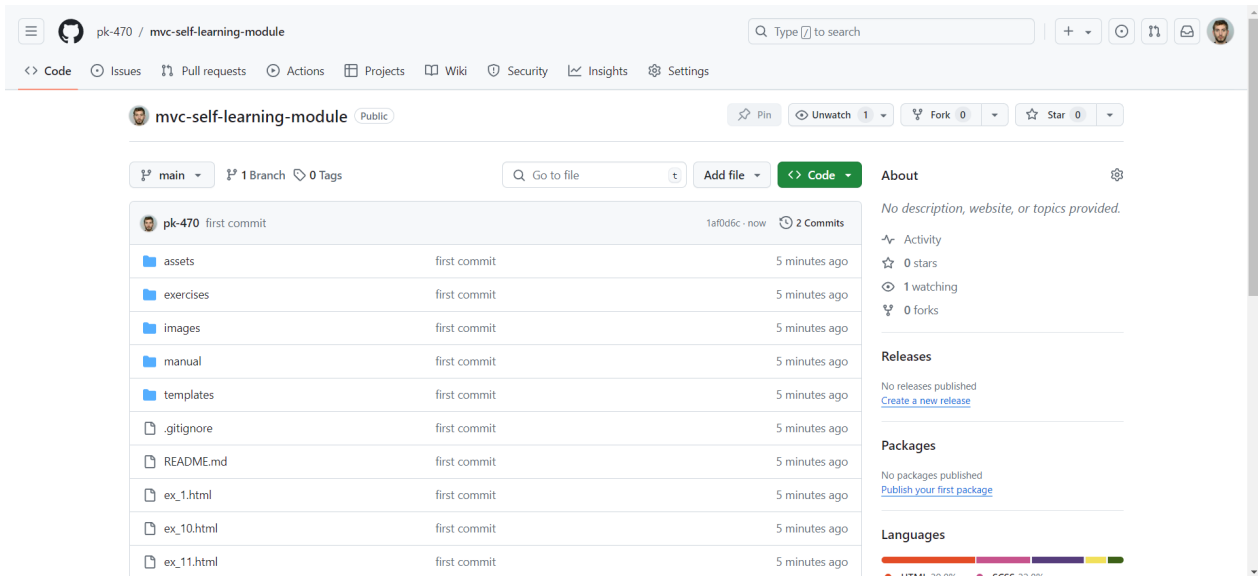 pk-470 / mvc-self-learning-module
Type / to search
Code Issues Pull requests Actions Projects Wiki Security Insights Settings
mvc-self-learning-module Public
Pin Unwatch 1 Fork 0 Star 0
main 1 Branch 0 Tags Go to file t Add file Code
pk-470 first commit 1af0d6c · now 2 Commits
assets first commit 5 minutes ago
exercises first commit 5 minutes ago
images first commit 5 minutes ago
manual first commit 5 minutes ago
templates first commit 5 minutes ago
.gitignore first commit 5 minutes ago
README.md first commit 5 minutes ago
ex_1.html first commit 5 minutes ago
ex_10.html first commit 5 minutes ago
ex_11.html first commit 5 minutes ago
About
No description, website, or topics provided.
Activity
0 stars
1 watching
0 forks
Releases
No releases published
Create a new release
Packages
No packages published
Publish your first package
Languages